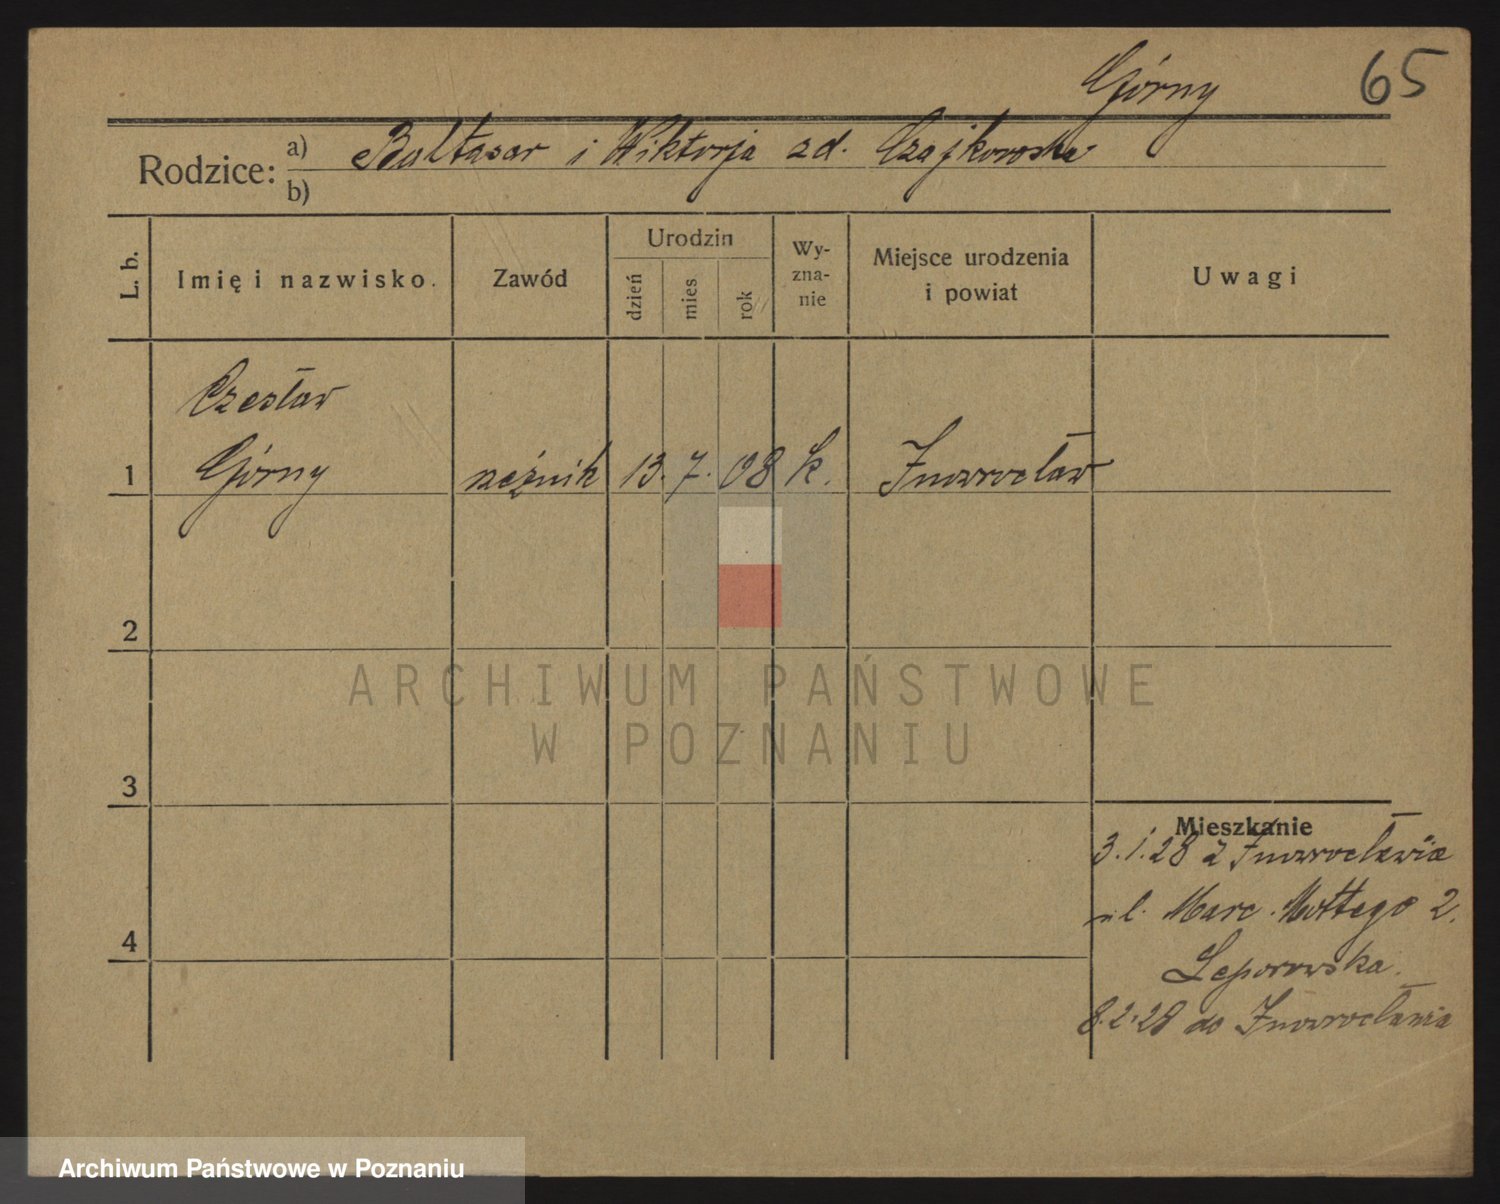 Górny 65
Rodzice: a) Baltasar i Wiktorja zd. Czajkowska
b)
L. b. Imię i nazwisko. Zawód Urodzin dzień mies rok Wy-zna-nie Miejsce urodzenia i powiat Uwagi
Czesław
1 Górny rzeźnik 13. 7. 08 k. Inowrocław
2
3
Mieszkanie
3.1.28 z Inowrocławia
ul. Marc. Mottego 2.
4
Leporowska.
8.2.28 do Inowrocławia
ARCHIWUM PAŃSTWOWE
W POZNANIU
Archiwum Państwowe w Poznaniu